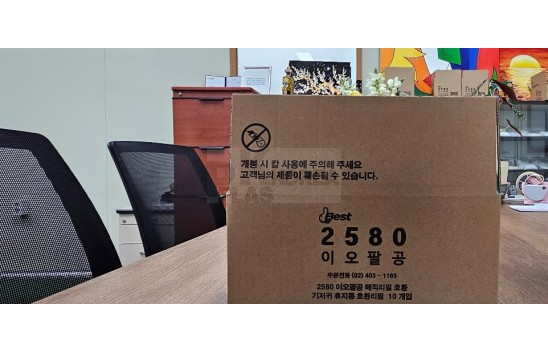 개봉 시 칼 사용에 주의해 주세요
고객님의 제품이 훼손될 수 있습니다.
Best
2580
이오팔공
주문전화 (02) 403 - 1165
2580 이오팔공 매직리필 호환
기저귀 휴지통 호환리필 10 개입